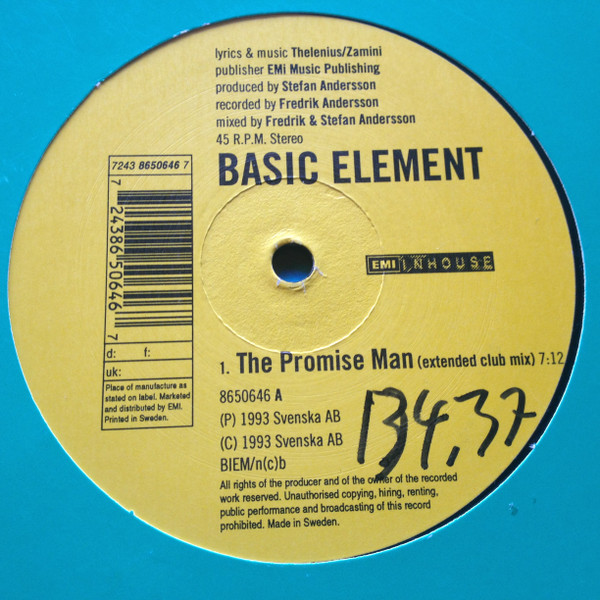 lyrics & music Thelenius/Zamini
publisher EMi Music Publishing
produced by Stefan Andersson
recorded by Fredrik Andersson
mixed by Fredrik & Stefan Andersson
45 R.P.M. Stereo
BASIC ELEMENT
7243 8650646 7
7 24386 50646 7
d: f:
uk:
Place of manufacture as
stated on label. Marketed
and distributed by EMI.
Printed in Sweden.
EMI INHOUSE
1. The Promise Man (extended club mix) 7:12
8650646 A
(P) 1993 Svenska AB
(C) 1993 Svenska AB
BIEM/n(c)b
All rights of the producer and of the owner of the recorded
work reserved. Unauthorised copying, hiring, renting,
public performance and broadcasting of this record
prohibited. Made in Sweden.